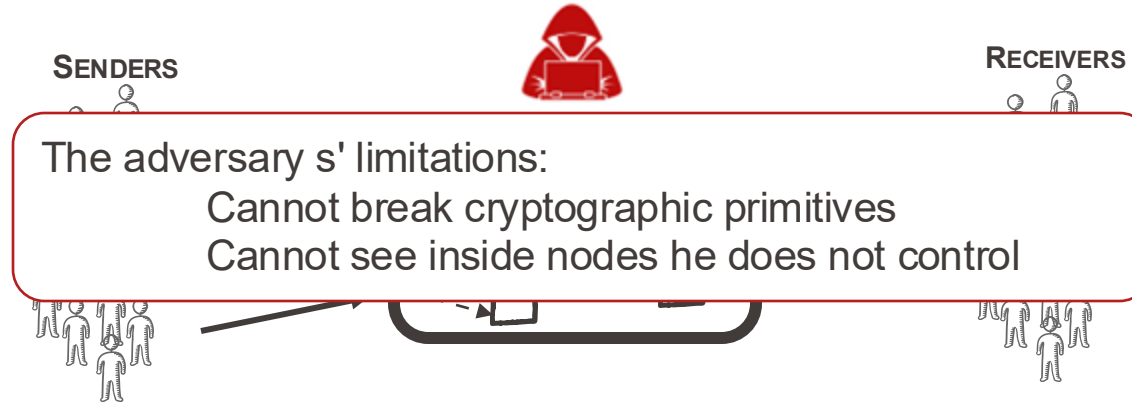 SENDERS
RECEIVERS
The adversary s' limitations:
Cannot break cryptographic primitives
Cannot see inside nodes he does not control